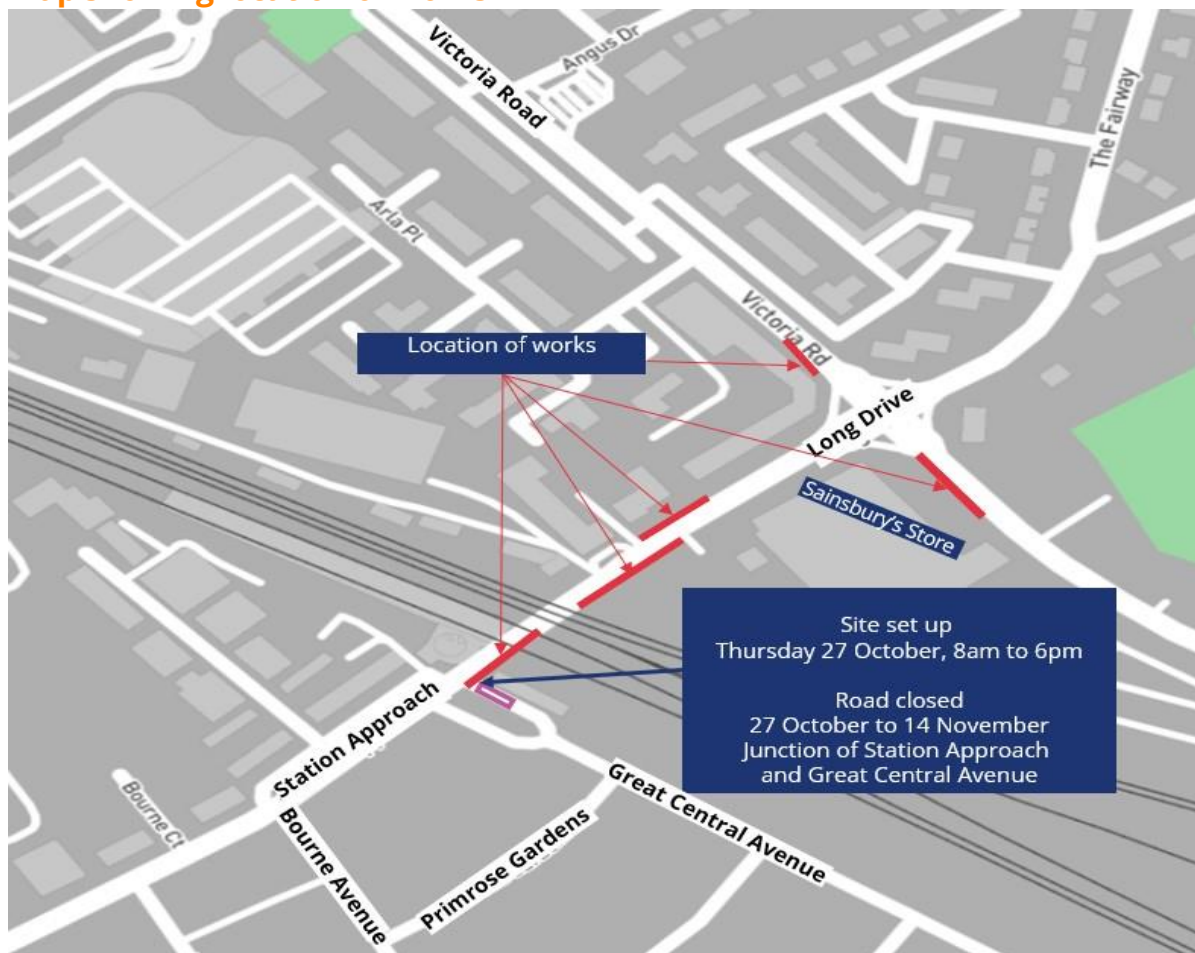 Victoria Road
Angus Dr
The Fairway
Arla Pl
Victoria Rd
Location of works
Long Drive
Sainsbury's Store
Site set up
Thursday 27 October, 8am to 6pm
Road closed
27 October to 14 November
Junction of Station Approach
and Great Central Avenue
Station Approach
Great Central Avenue
Bourne Ct
Bourne Avenue
Primrose Gardens